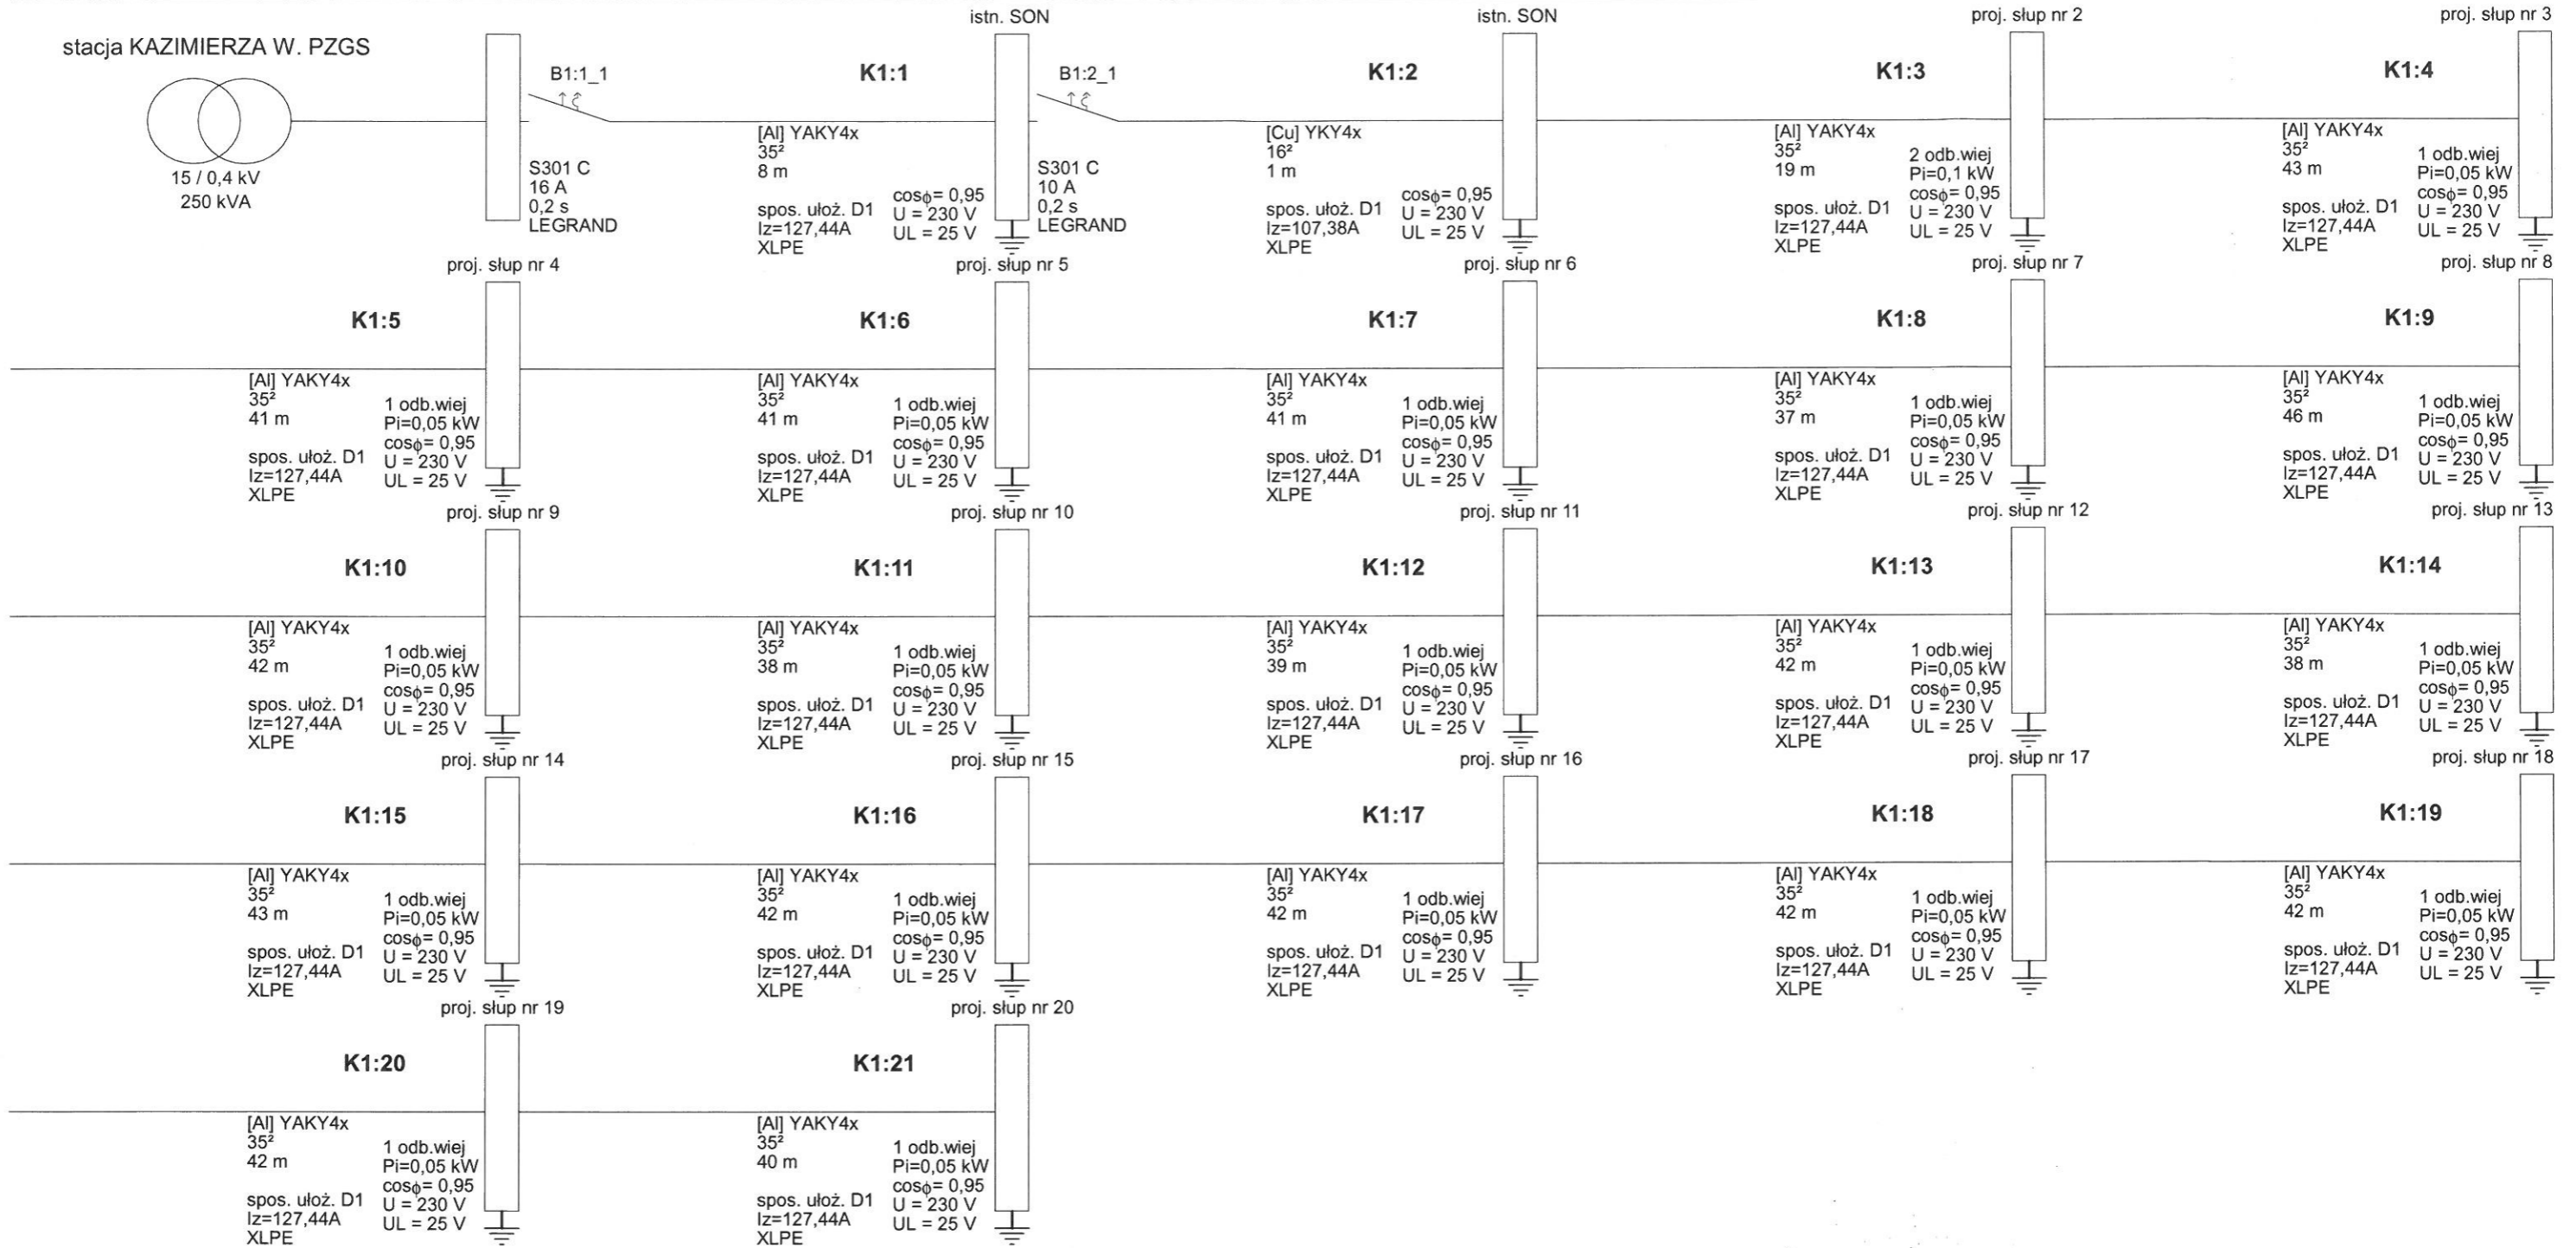 stacja KAZIMIERZA W. PZGS
15 / 0,4 kV
250 kVA
B1:1_1
S301 C
16 A
0,2 s
LEGRAND
istn. SON
K1:1
[Al] YAKY4x
35²
8 m
spos. ułoż. D1
Iz=127,44A
XLPE
cosϕ= 0,95
U = 230 V
UL = 25 V
B1:2_1
S301 C
10 A
0,2 s
LEGRAND
istn. SON
K1:2
[Cu] YKY4x
16²
1 m
spos. ułoż. D1
Iz=107,38A
XLPE
cosϕ= 0,95
U = 230 V
UL = 25 V
proj. słup nr 2
K1:3
[Al] YAKY4x
35²
19 m
spos. ułoż. D1
Iz=127,44A
XLPE
2 odb.wiej
Pi=0,1 kW
cosϕ= 0,95
U = 230 V
UL = 25 V
proj. słup nr 3
K1:4
[Al] YAKY4x
35²
43 m
spos. ułoż. D1
Iz=127,44A
XLPE
1 odb.wiej
Pi=0,05 kW
cosϕ= 0,95
U = 230 V
UL = 25 V
proj. słup nr 4
K1:5
[Al] YAKY4x
35²
41 m
spos. ułoż. D1
Iz=127,44A
XLPE
1 odb.wiej
Pi=0,05 kW
cosϕ= 0,95
U = 230 V
UL = 25 V
proj. słup nr 5
K1:6
[Al] YAKY4x
35²
41 m
spos. ułoż. D1
Iz=127,44A
XLPE
1 odb.wiej
Pi=0,05 kW
cosϕ= 0,95
U = 230 V
UL = 25 V
proj. słup nr 6
K1:7
[Al] YAKY4x
35²
41 m
spos. ułoż. D1
Iz=127,44A
XLPE
1 odb.wiej
Pi=0,05 kW
cosϕ= 0,95
U = 230 V
UL = 25 V
proj. słup nr 7
K1:8
[Al] YAKY4x
35²
37 m
spos. ułoż. D1
Iz=127,44A
XLPE
1 odb.wiej
Pi=0,05 kW
cosϕ= 0,95
U = 230 V
UL = 25 V
proj. słup nr 8
K1:9
[Al] YAKY4x
35²
46 m
spos. ułoż. D1
Iz=127,44A
XLPE
1 odb.wiej
Pi=0,05 kW
cosϕ= 0,95
U = 230 V
UL = 25 V
proj. słup nr 9
K1:10
[Al] YAKY4x
35²
42 m
spos. ułoż. D1
Iz=127,44A
XLPE
1 odb.wiej
Pi=0,05 kW
cosϕ= 0,95
U = 230 V
UL = 25 V
proj. słup nr 10
K1:11
[Al] YAKY4x
35²
38 m
spos. ułoż. D1
Iz=127,44A
XLPE
1 odb.wiej
Pi=0,05 kW
cosϕ= 0,95
U = 230 V
UL = 25 V
proj. słup nr 11
K1:12
[Al] YAKY4x
35²
39 m
spos. ułoż. D1
Iz=127,44A
XLPE
1 odb.wiej
Pi=0,05 kW
cosϕ= 0,95
U = 230 V
UL = 25 V
proj. słup nr 12
K1:13
[Al] YAKY4x
35²
42 m
spos. ułoż. D1
Iz=127,44A
XLPE
1 odb.wiej
Pi=0,05 kW
cosϕ= 0,95
U = 230 V
UL = 25 V
proj. słup nr 13
K1:14
[Al] YAKY4x
35²
38 m
spos. ułoż. D1
Iz=127,44A
XLPE
1 odb.wiej
Pi=0,05 kW
cosϕ= 0,95
U = 230 V
UL = 25 V
proj. słup nr 14
K1:15
[Al] YAKY4x
35²
43 m
spos. ułoż. D1
Iz=127,44A
XLPE
1 odb.wiej
Pi=0,05 kW
cosϕ= 0,95
U = 230 V
UL = 25 V
proj. słup nr 15
K1:16
[Al] YAKY4x
35²
42 m
spos. ułoż. D1
Iz=127,44A
XLPE
1 odb.wiej
Pi=0,05 kW
cosϕ= 0,95
U = 230 V
UL = 25 V
proj. słup nr 16
K1:17
[Al] YAKY4x
35²
42 m
spos. ułoż. D1
Iz=127,44A
XLPE
1 odb.wiej
Pi=0,05 kW
cosϕ= 0,95
U = 230 V
UL = 25 V
proj. słup nr 17
K1:18
[Al] YAKY4x
35²
42 m
spos. ułoż. D1
Iz=127,44A
XLPE
1 odb.wiej
Pi=0,05 kW
cosϕ= 0,95
U = 230 V
UL = 25 V
proj. słup nr 18
K1:19
[Al] YAKY4x
35²
42 m
spos. ułoż. D1
Iz=127,44A
XLPE
1 odb.wiej
Pi=0,05 kW
cosϕ= 0,95
U = 230 V
UL = 25 V
proj. słup nr 19
K1:20
[Al] YAKY4x
35²
42 m
spos. ułoż. D1
Iz=127,44A
XLPE
1 odb.wiej
Pi=0,05 kW
cosϕ= 0,95
U = 230 V
UL = 25 V
proj. słup nr 20
K1:21
[Al] YAKY4x
35²
40 m
spos. ułoż. D1
Iz=127,44A
XLPE
1 odb.wiej
Pi=0,05 kW
cosϕ= 0,95
U = 230 V
UL = 25 V